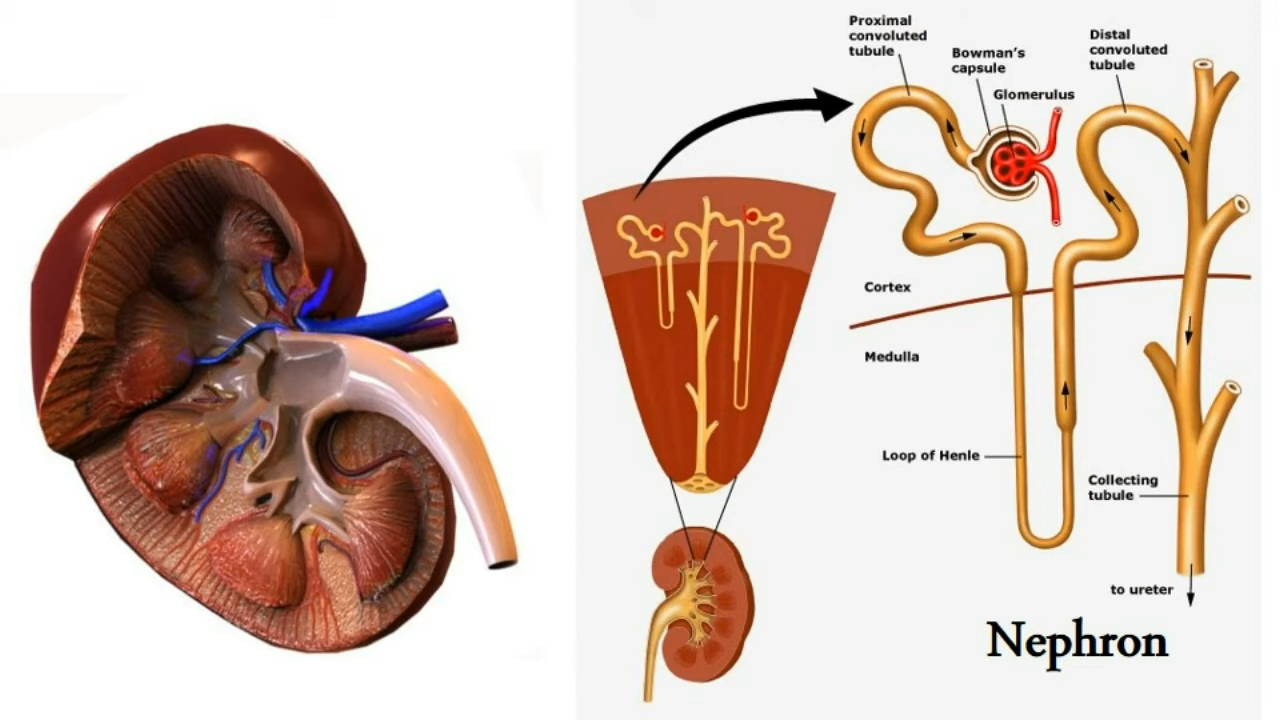 Proximal
convoluted
tubule
Bowman's
capsule
Glomerulus
Distal
convoluted
tubule
Cortex
Medulla
Loop of Henle
Collecting
tubule
to ureter
Nephron